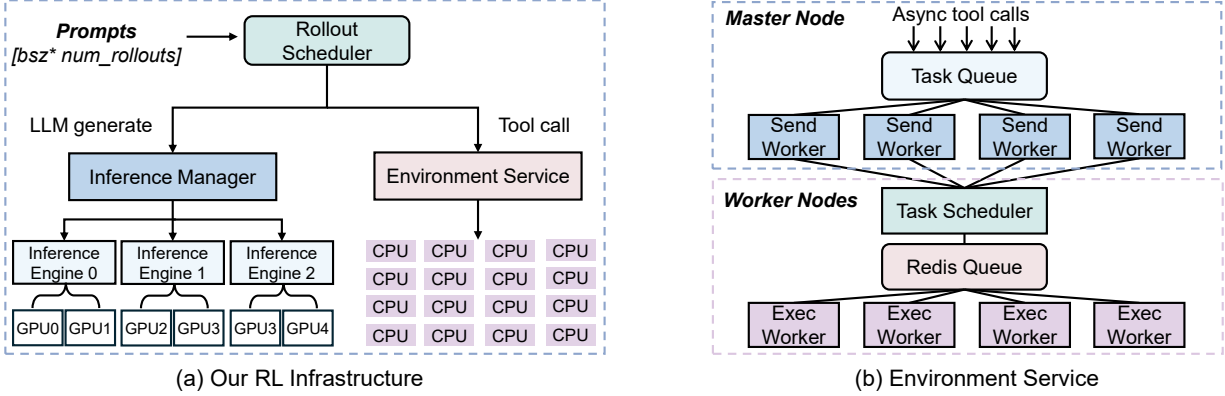 Prompts
[bsz* num_rollouts]
Rollout
Scheduler
LLM generate
Tool call
Inference Manager
Environment Service
Inference
Engine 0
Inference
Engine 1
Inference
Engine 2
GPU0
GPU1
GPU2
GPU3
GPU3
GPU4
CPU CPU CPU CPU
CPU CPU CPU CPU
CPU CPU CPU CPU
CPU CPU CPU CPU
(a) Our RL Infrastructure
Master Node
Async tool calls
Task Queue
Send
Worker
Send
Worker
Send
Worker
Send
Worker
Worker Nodes
Task Scheduler
Redis Queue
Exec
Worker
Exec
Worker
Exec
Worker
Exec
Worker
(b) Environment Service